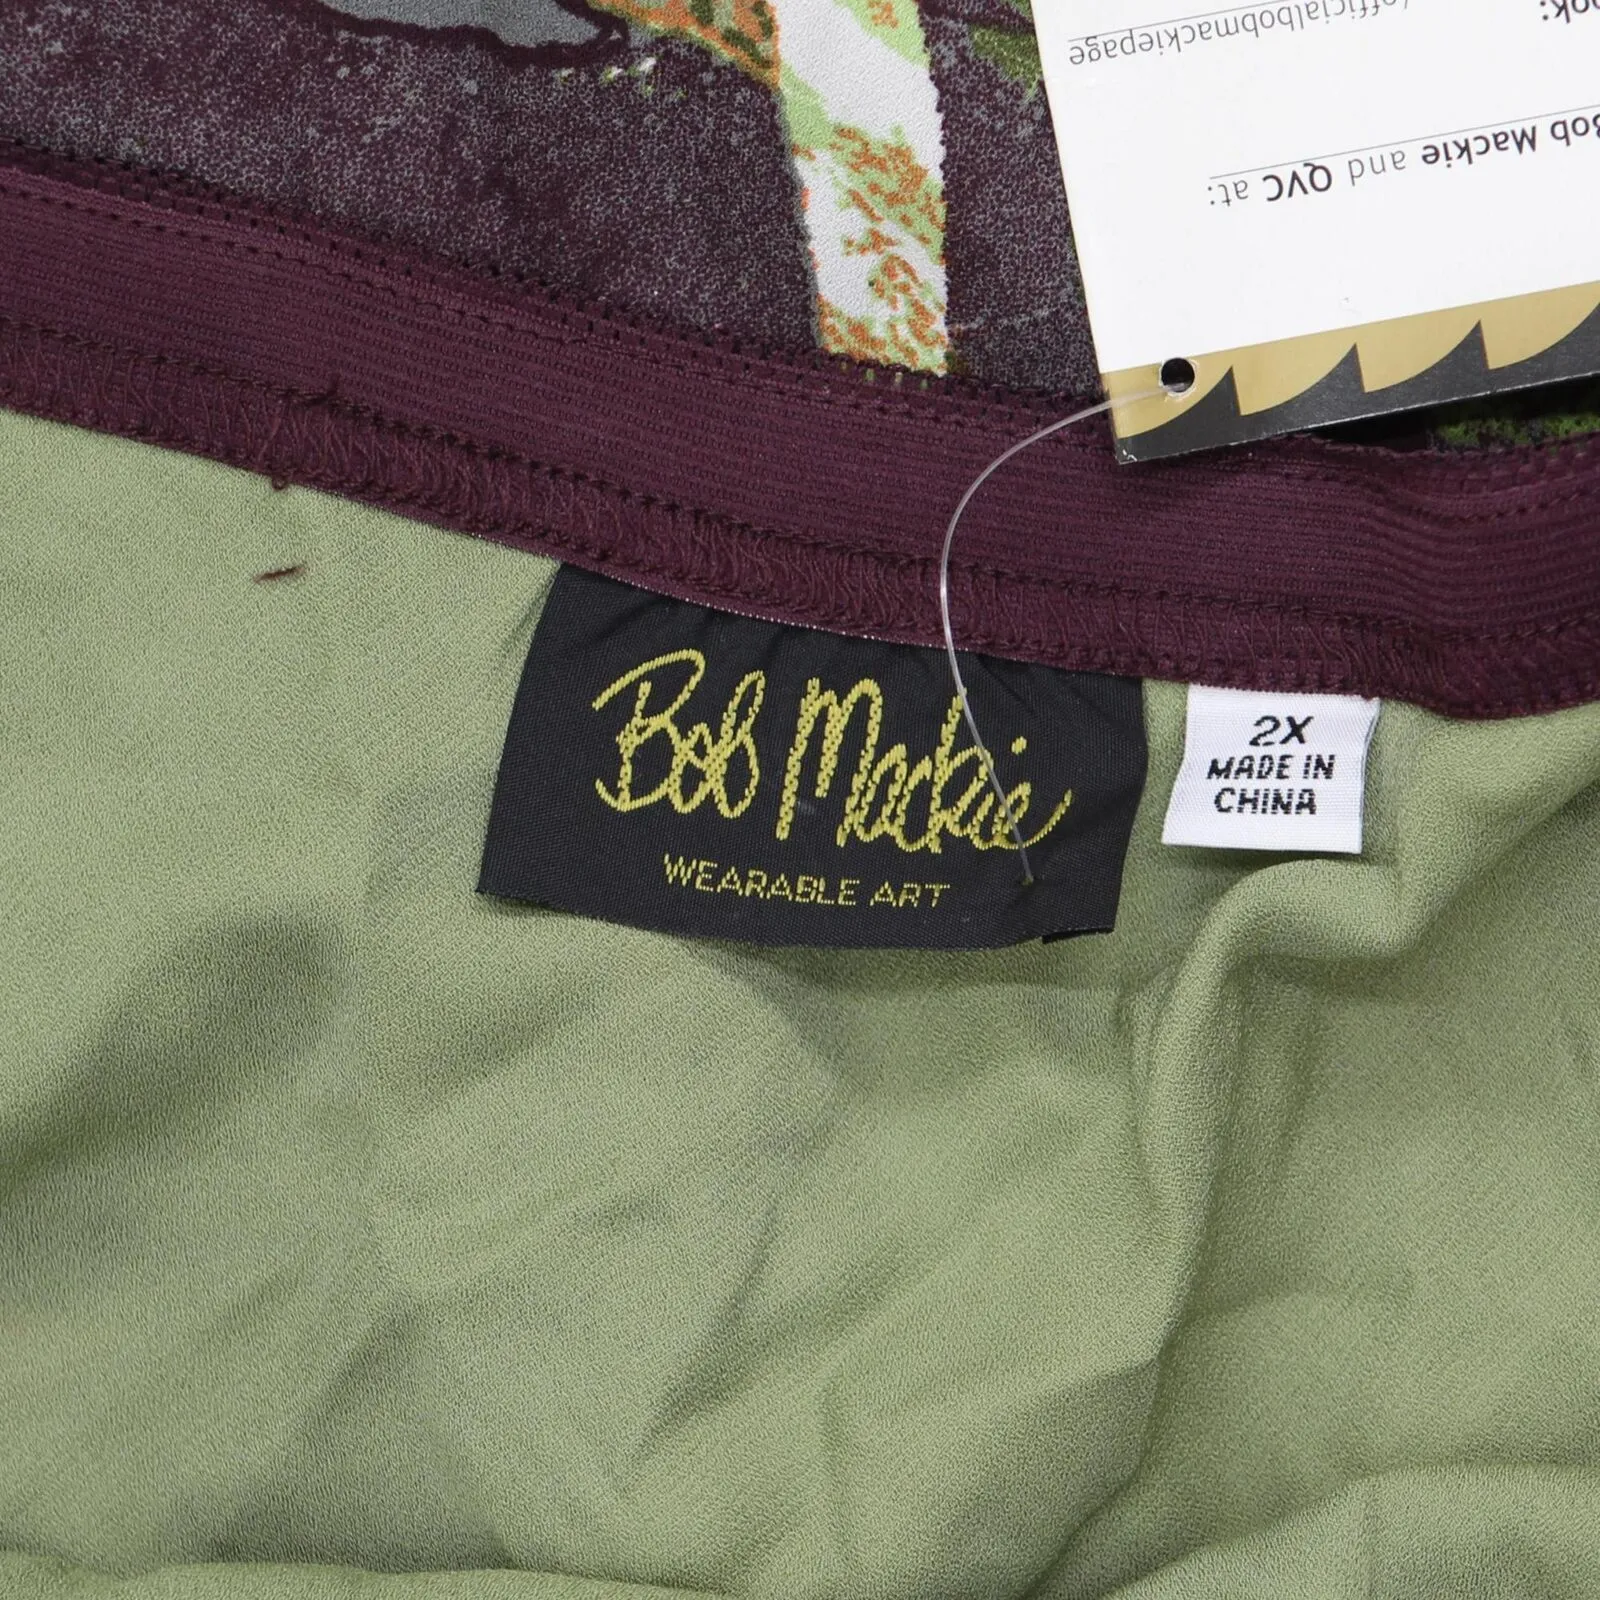 Bob Mackie and QVC at:
/officialbobmackiepage
Bob Mackie
WEARABLE ART
2X
MADE IN
CHINA